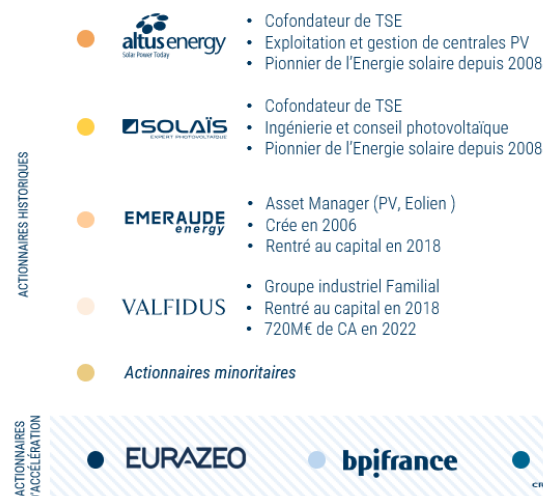 altusenergy
Solar Power Today
• Cofondateur de TSE
• Exploitation et gestion de centrales PV
• Pionnier de l'Energie solaire depuis 2008
SOLAÏS
EXPERT PHOTOVOLTAÏQUE
• Cofondateur de TSE
• Ingénierie et conseil photovoltaïque
• Pionnier de l'Energie solaire depuis 2008
ACTIONNAIRES HISTORIQUES
EMERAUDE
energy
• Asset Manager (PV, Eolien )
• Crée en 2006
• Rentré au capital en 2018
VALFIDUS
• Groupe industriel Familial
• Rentré au capital en 2018
• 720M€ de CA en 2022
Actionnaires minoritaires
ACTIONNAIRES
D'ACCÉLÉRATION
EURAZEO
bpifrance